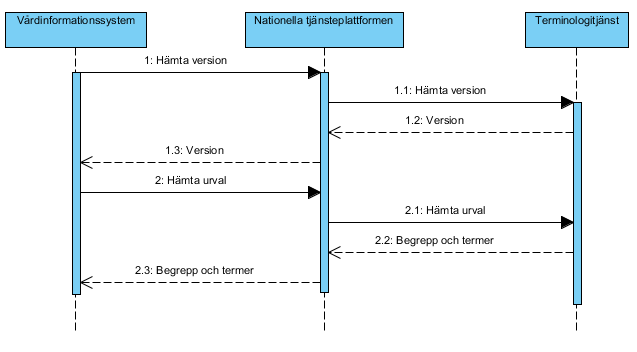 Vårdinformationssystem
Nationella tjänsteplattformen
Terminologitjänst
1: Hämta version
1.1: Hämta version
1.2: Version
1.3: Version
2: Hämta urval
2.1: Hämta urval
2.2: Begrepp och termer
2.3: Begrepp och termer